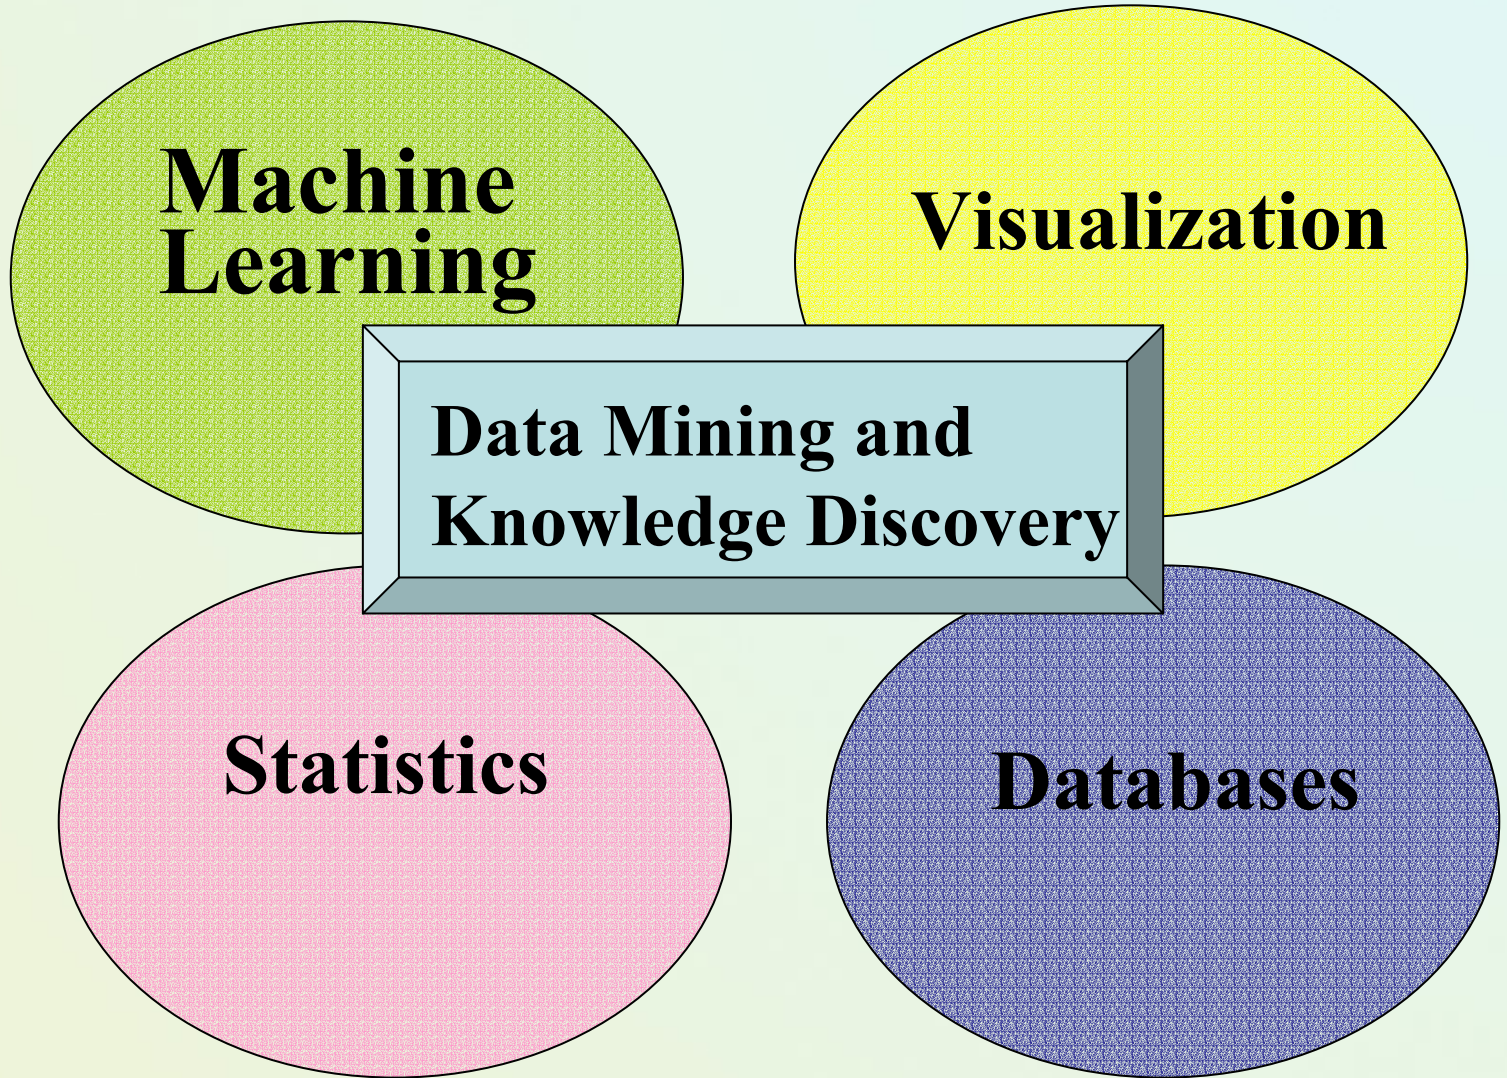 Machine
Learning
Visualization
Data Mining and
Knowledge Discovery
Statistics
Databases